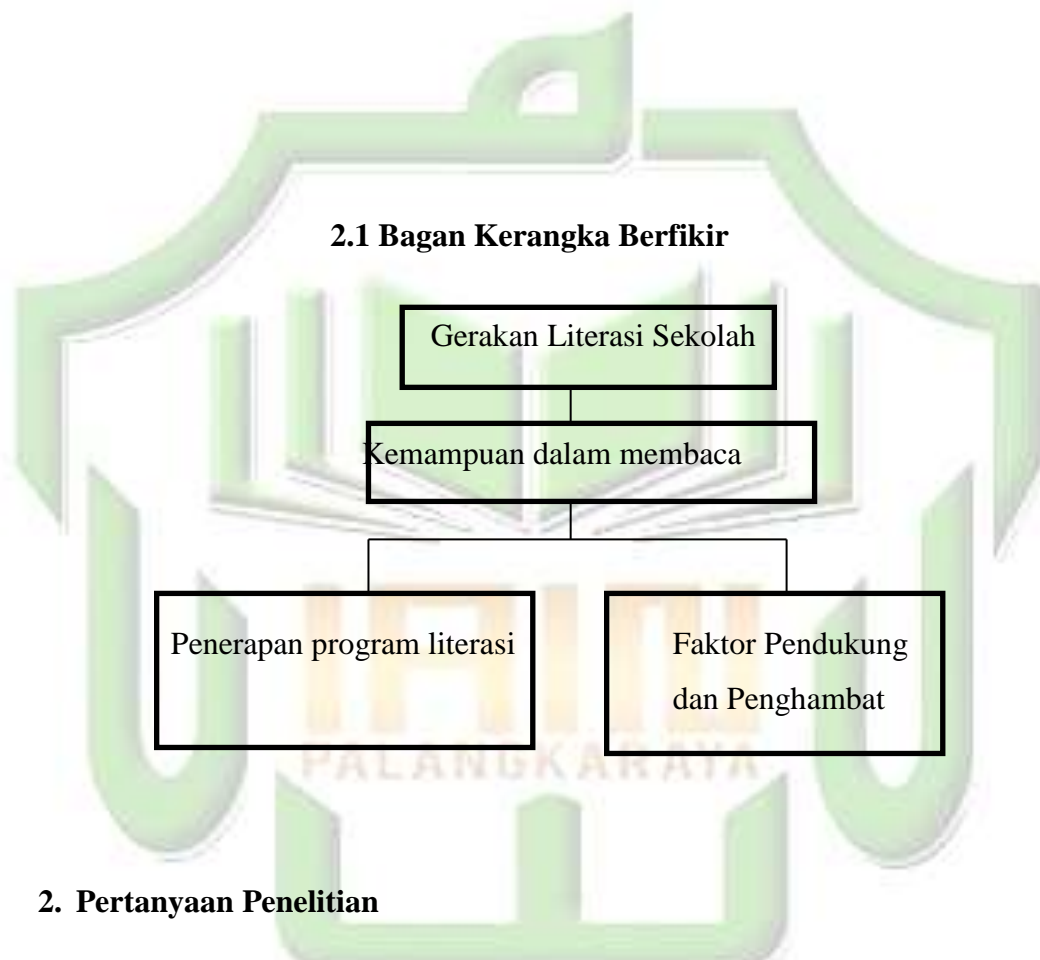 2.1 Bagan Kerangka Berfikir
Gerakan Literasi Sekolah
Kemampuan dalam membaca
Penerapan program literasi
Faktor Pendukung
dan Penghambat
IAIN
PALANGKARAYA
2. Pertanyaan Penelitian